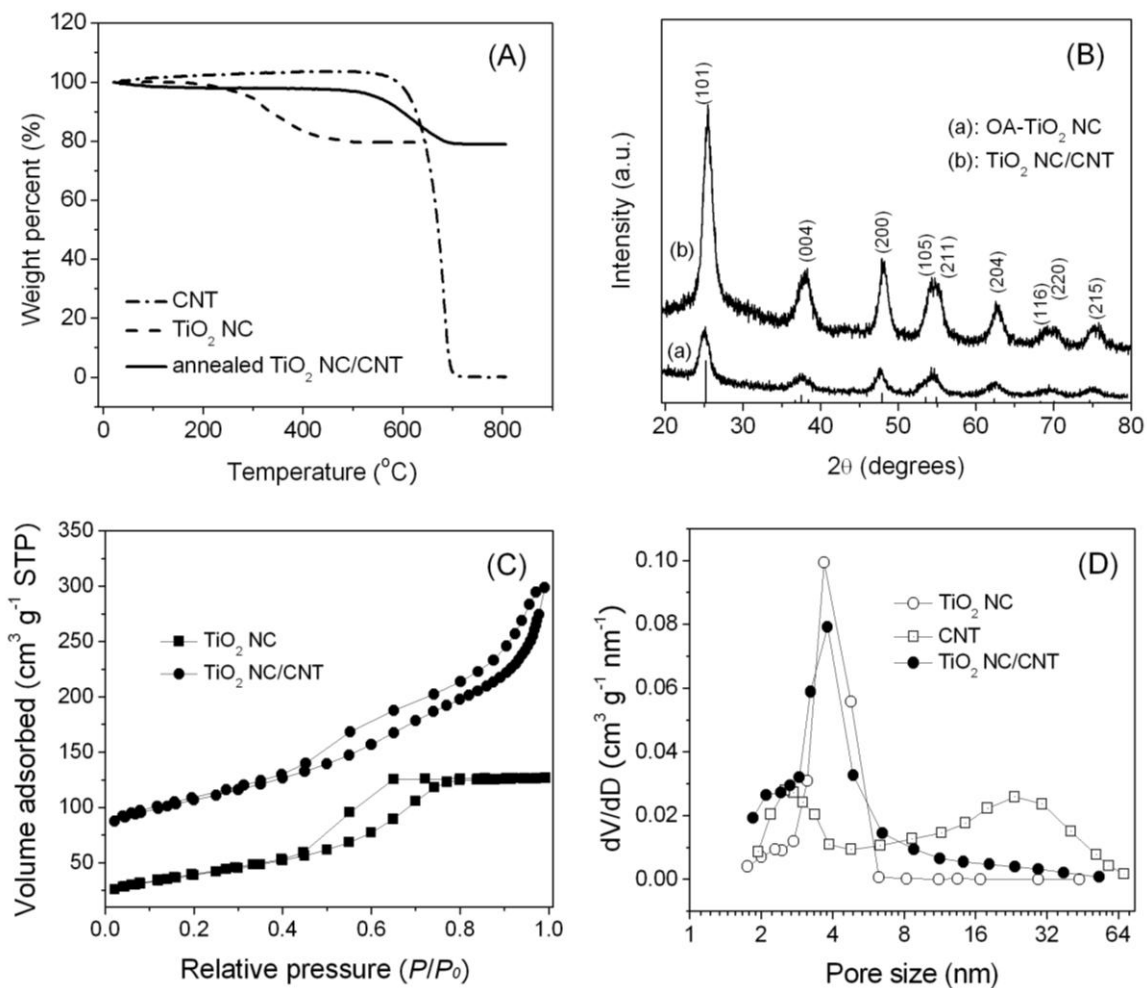 (A)
120
100
80
60
40
20
0
Weight percent (%)
CNT
TiO₂ NC
annealed TiO₂ NC/CNT
0 200 400 600 800
Temperature (°C)
(B)
(a): OA-TiO₂ NC
(b): TiO₂ NC/CNT
(101)
(004)
(200)
(105)
(211)
(204)
(116)
(220)
(215)
(b)
(a)
Intensity (a.u.)
20 30 40 50 60 70 80
2θ (degrees)
(C)
350
300
250
200
150
100
50
Volume adsorbed (cm³ g⁻¹ STP)
TiO₂ NC
TiO₂ NC/CNT
0.0 0.2 0.4 0.6 0.8 1.0
Relative pressure (P/P₀)
(D)
0.10
0.08
0.06
0.04
0.02
0.00
dV/dD (cm³ g⁻¹ nm⁻¹)
TiO₂ NC
CNT
TiO₂ NC/CNT
1 2 4 8 16 32 64
Pore size (nm)